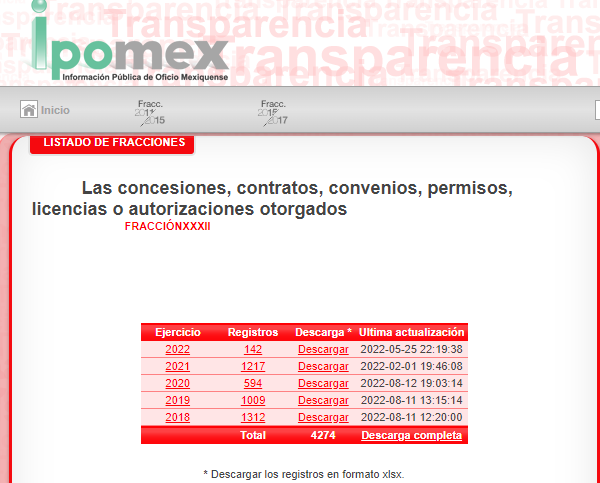 Transparencia
Transparencia
Transparencia
ipomex
Información Pública de Oficio Mexiquense
Inicio
Fracc.
2015
Fracc.
2017
LISTADO DE FRACCIONES
Las concesiones, contratos, convenios, permisos,
licencias o autorizaciones otorgados
FRACCIÓNXXXII
Ejercicio Registros Descarga * Ultima actualización
2022 142 Descargar 2022-05-25 22:19:38
2021 1217 Descargar 2022-02-01 19:46:08
2020 594 Descargar 2022-08-12 19:03:14
2019 1009 Descargar 2022-08-11 13:15:14
2018 1312 Descargar 2022-08-11 12:20:00
Total 4274 Descarga completa
* Descargar los registros en formato xlsx.